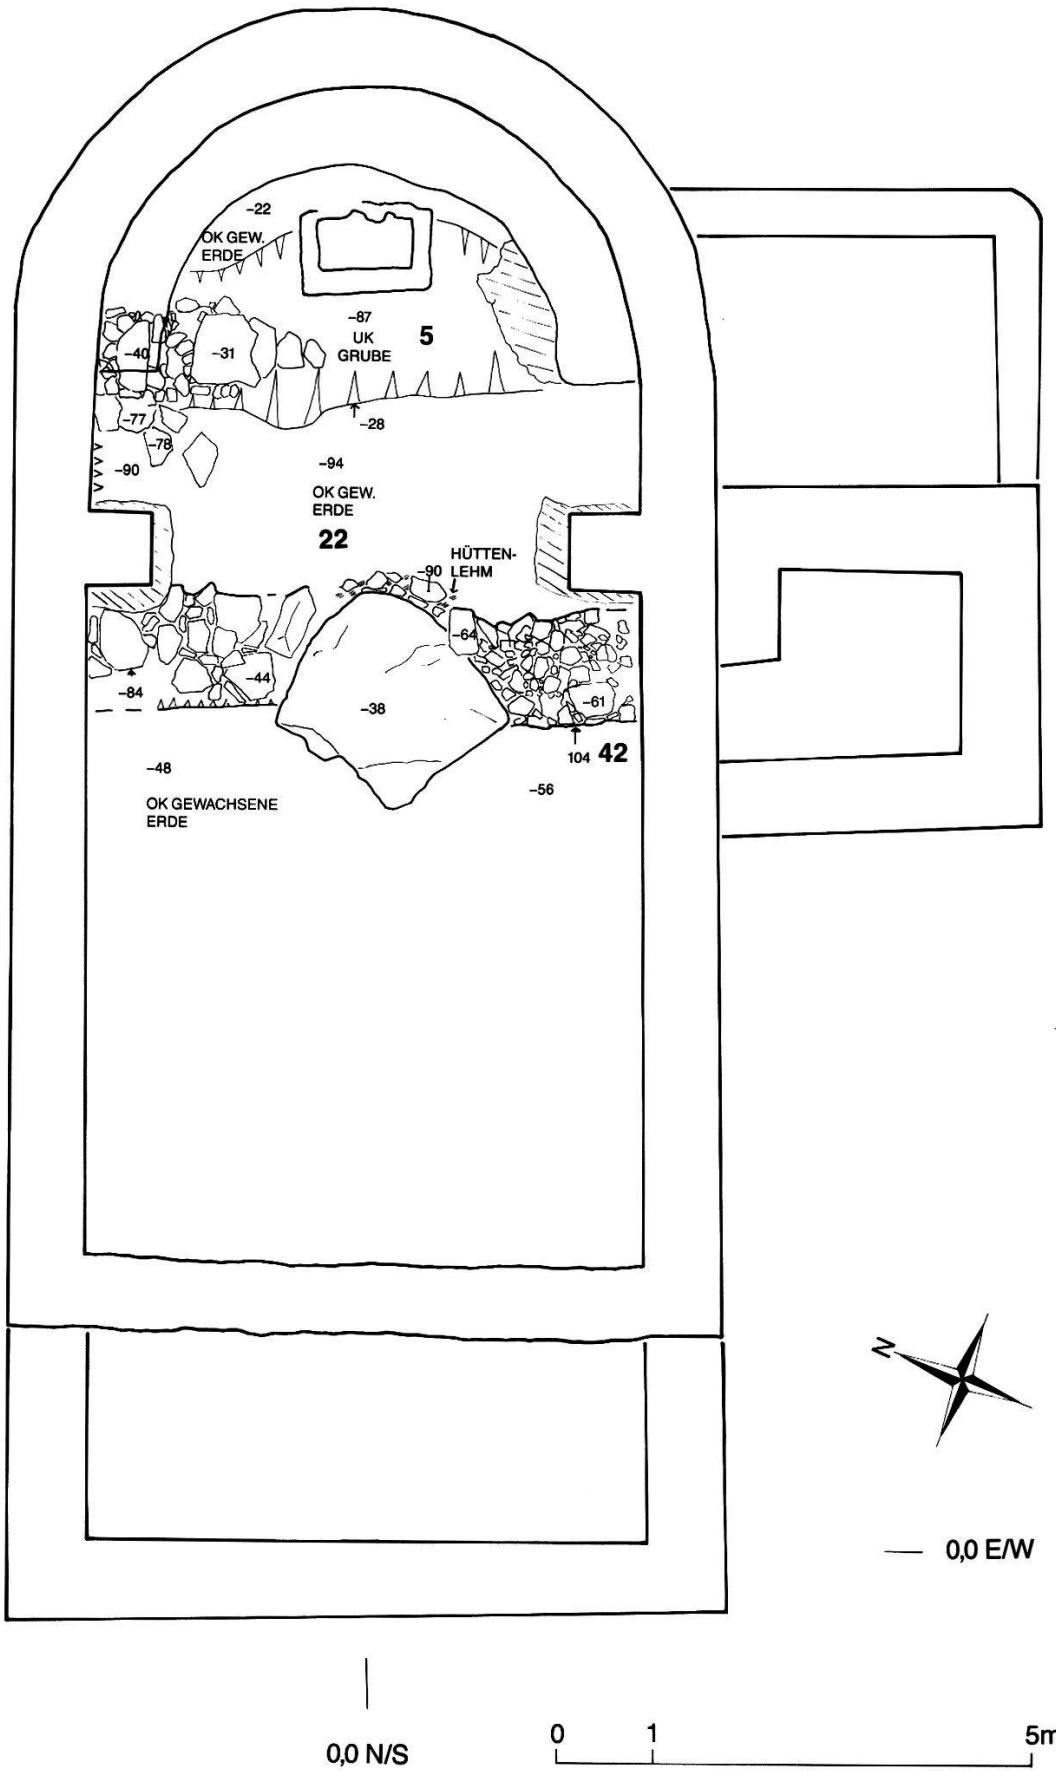 -22
OK GEW.
ERDE
-87
UK
GRUBE
5
-40
-31
-77
-28
-78
-90
-94
OK GEW.
ERDE
22
HÜTTEN-
LEHM
-90
-64
-44
-84
-61
-38
104
42
-48
-56
OK GEWACHSENE
ERDE
N
0,0 E/W
0,0 N/S
0 1 5m